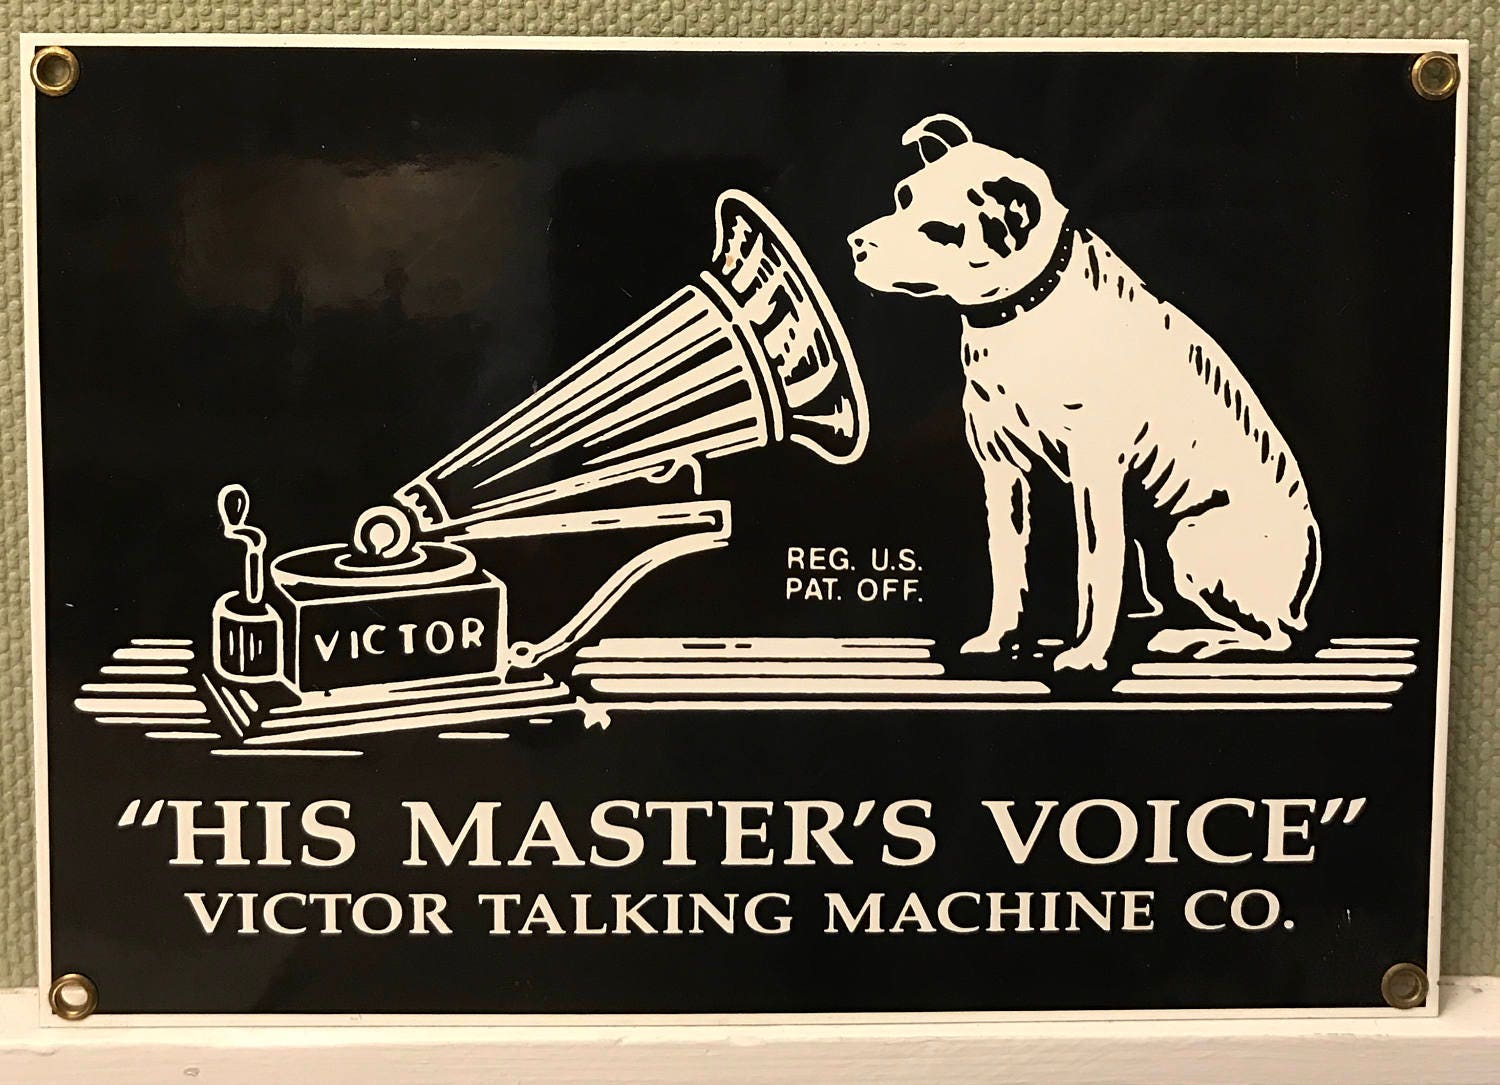 REG. U.S.
PAT. OFF.
VICTOR
“HIS MASTER’S VOICE”
VICTOR TALKING MACHINE CO.